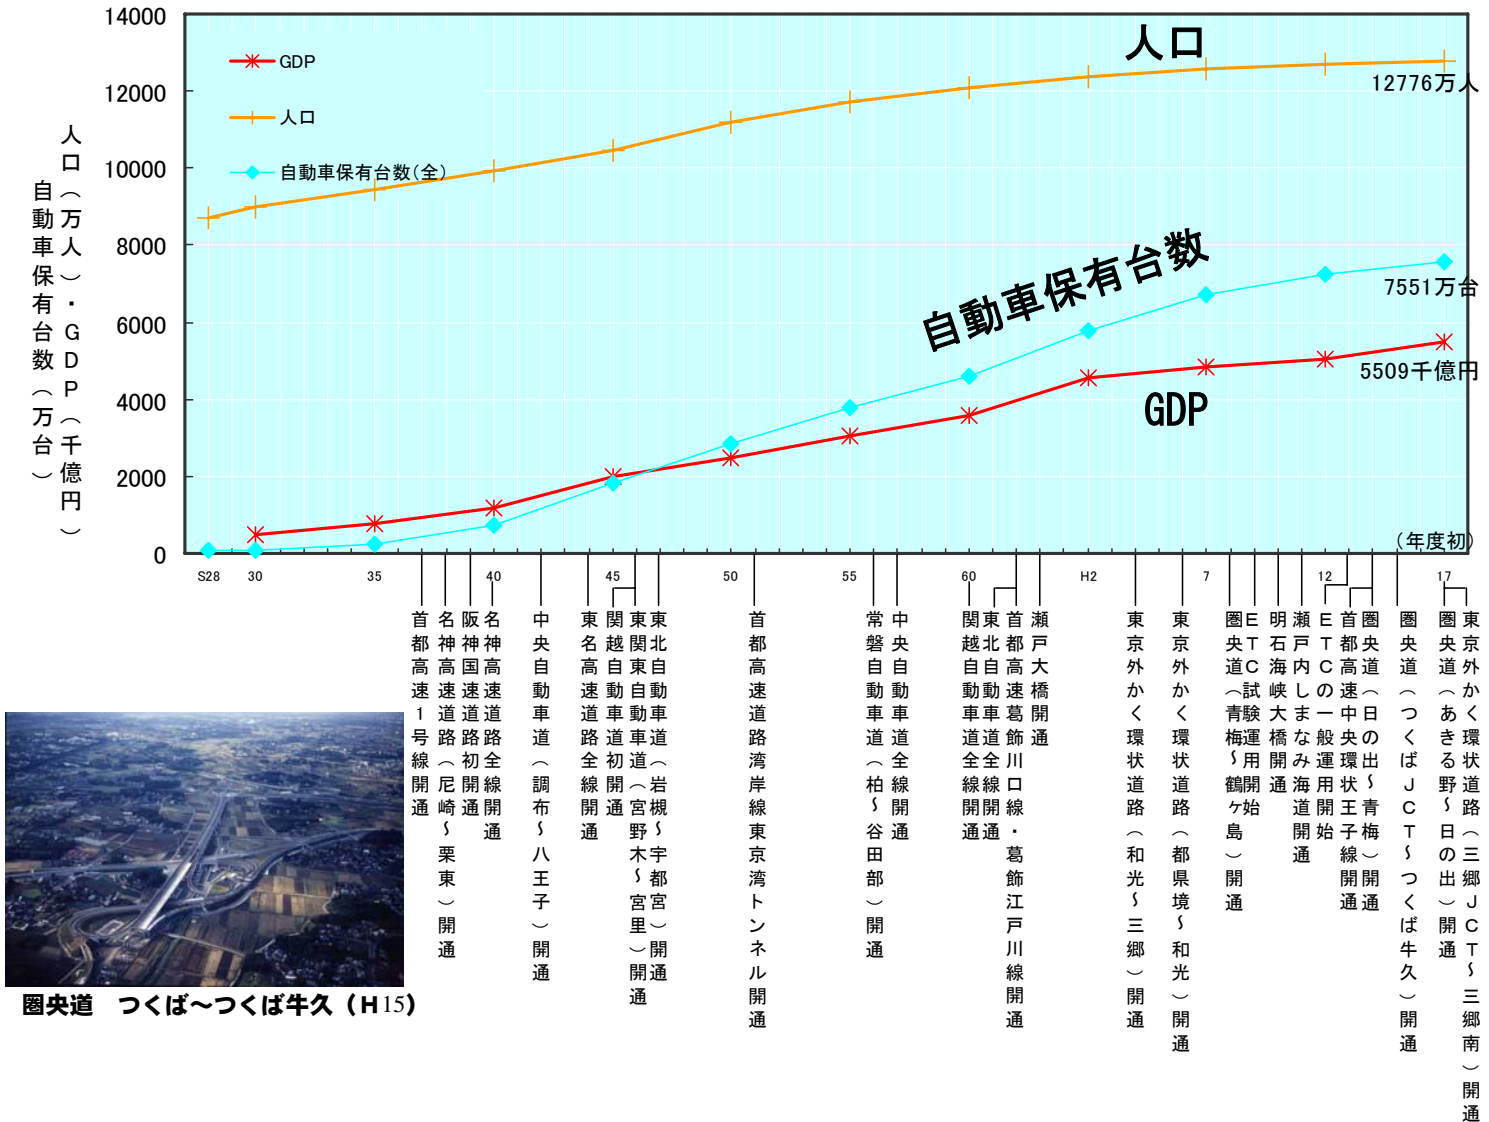 14000
12000
10000
8000
6000
4000
2000
0
人口（万人）・GDP（千億円）
自動車保有台数（万台）
GDP
人口
自動車保有台数(全)
人口
12776万人
自動車保有台数
7551万台
5509千億円
GDP
（年度初）
S28 30 35 40 45 50 55 60 H2 7 12 17
首都高速1号線開通
名神高速道路（尼崎～栗東）開通
阪神国速道路初開通
名神高速道路全線開通
中央自動車道（調布～八王子）開通
東名高速道路全線開通
関越自動車道初開通
東関東自動車道（宮野木～宮里）開通
東北自動車道（岩槻～宇都宮）開通
首都高速道路湾岸線東京湾トンネル開通
常磐自動車道（柏～谷田部）開通
中央自動車道全線開通
関越自動車道全線開通
東北自動車道全線開通
首都高速葛飾川口線・葛飾江戸川線開通
瀬戸大橋開通
東京外かく環状道路（和光～三郷）開通
東京外かく環状道路（都県境～和光）開通
圏央道（青梅～鶴ヶ島）開通
ETC試験運用開始
明石海峡大橋開通
瀬戸内しまなみ海道開通
ETCの一般運用開始
首都高速中央環状王子線開通
圏央道（日の出～青梅）開通
圏央道（つくばJCT～つくば牛久）開通
圏央道（あきる野～日の出）開通
東京外かく環状道路（三郷JCT～三郷南）開通
圏央道　つくば～つくば牛久（H15）